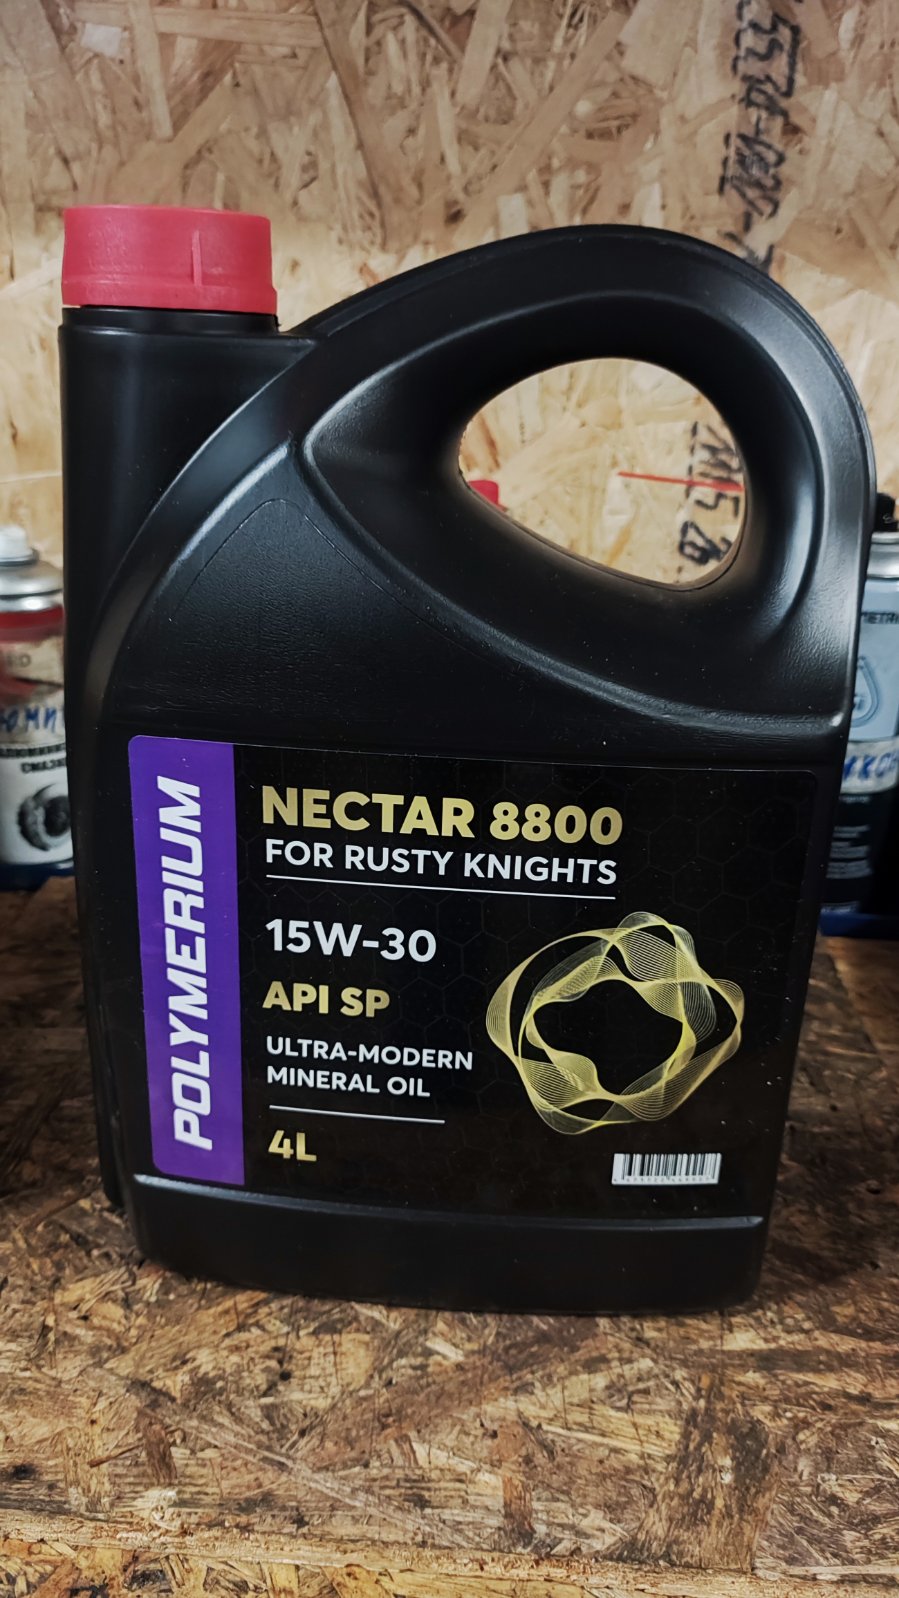 POLYMERIUM
NECTAR 8800
FOR RUSTY KNIGHTS
15W-30
API SP
ULTRA-MODERN
MINERAL OIL
4L